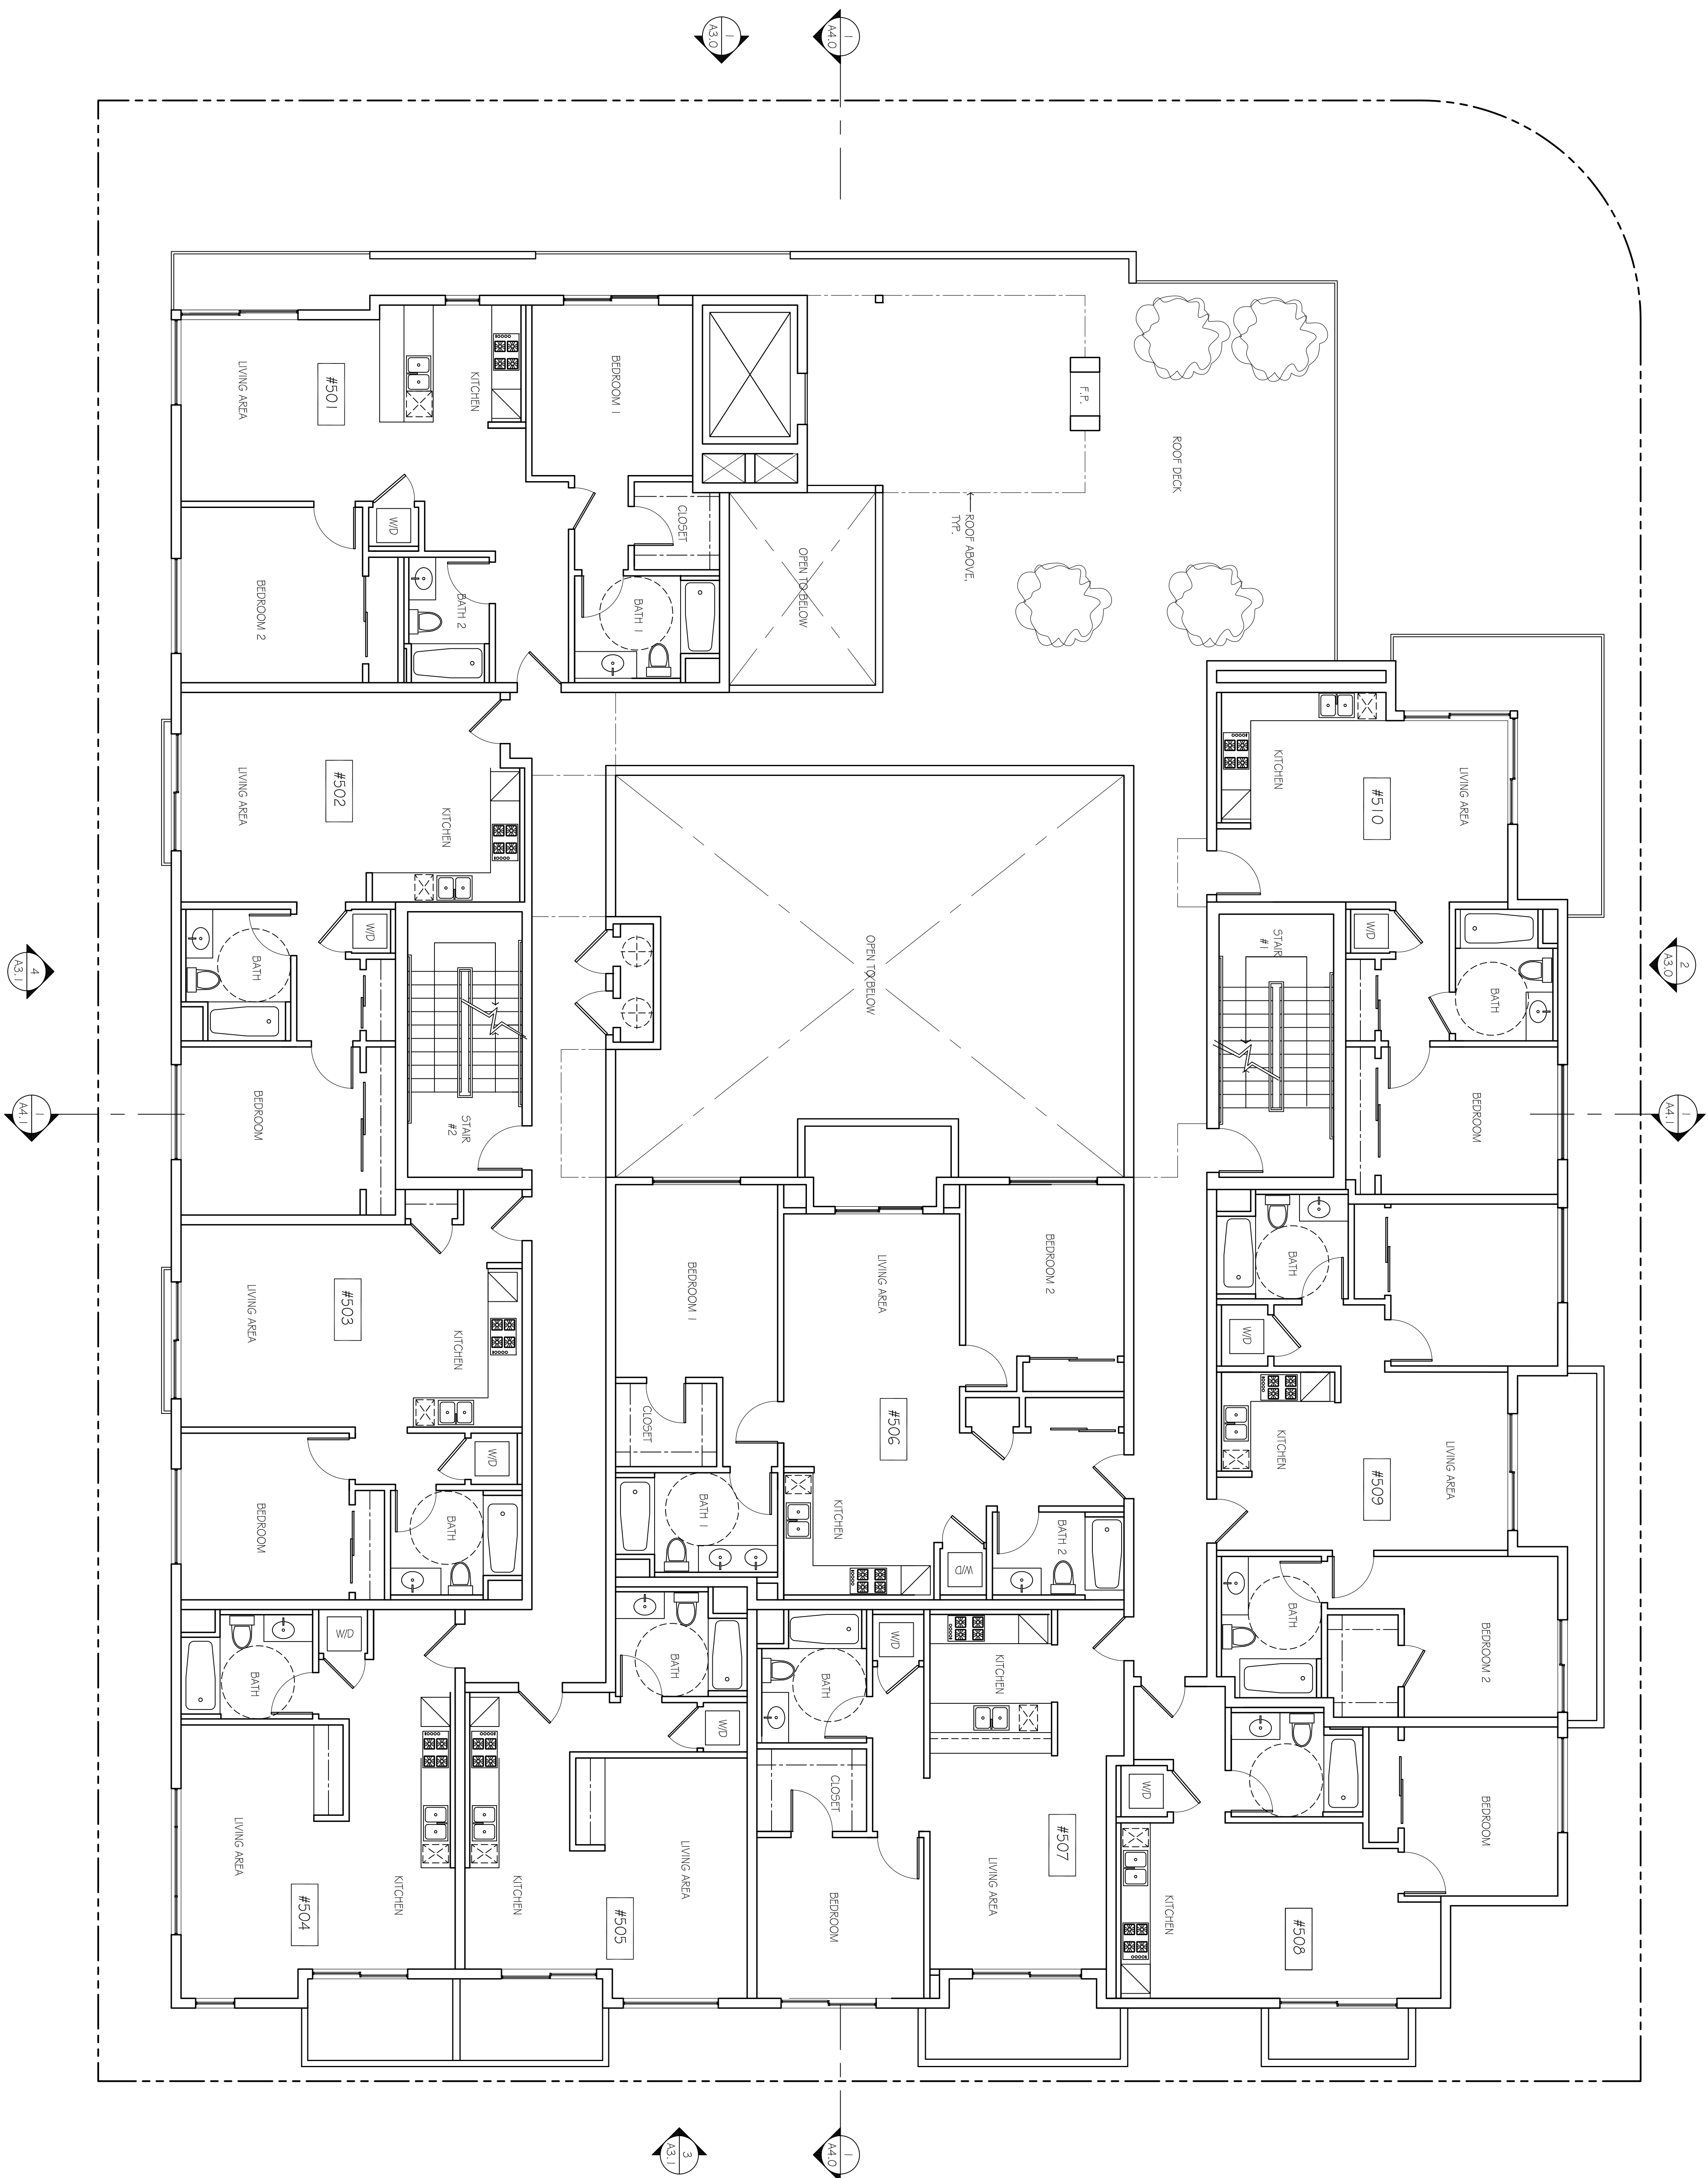 1
A3.0
1
A4.0
#501
LIVING AREA
KITCHEN
BEDROOM 1
CLOSET
BATH 1
W/D
BATH 2
BEDROOM 2
OPEN TO BELOW
F.P.
ROOF DECK
ROOF ABOVE,
TYP.
#502
LIVING AREA
KITCHEN
W/D
BATH
BEDROOM
STAIR
#2
OPEN TO BELOW
#510
KITCHEN
LIVING AREA
STAIR
#1
W/D
BATH
BEDROOM
4
A3.1
2
A3.0
1
A4.1
1
A4.1
#503
LIVING AREA
KITCHEN
W/D
BATH
BEDROOM
#506
BEDROOM 1
LIVING AREA
BEDROOM 2
CLOSET
BATH 1
KITCHEN
W/D
BATH 2
#509
BATH
W/D
KITCHEN
LIVING AREA
BATH
BEDROOM 2
#504
W/D
BATH
LIVING AREA
KITCHEN
#505
BATH
W/D
KITCHEN
LIVING AREA
#507
BATH
W/D
KITCHEN
CLOSET
BEDROOM
LIVING AREA
#508
W/D
KITCHEN
BEDROOM
3
A3.1
1
A4.0